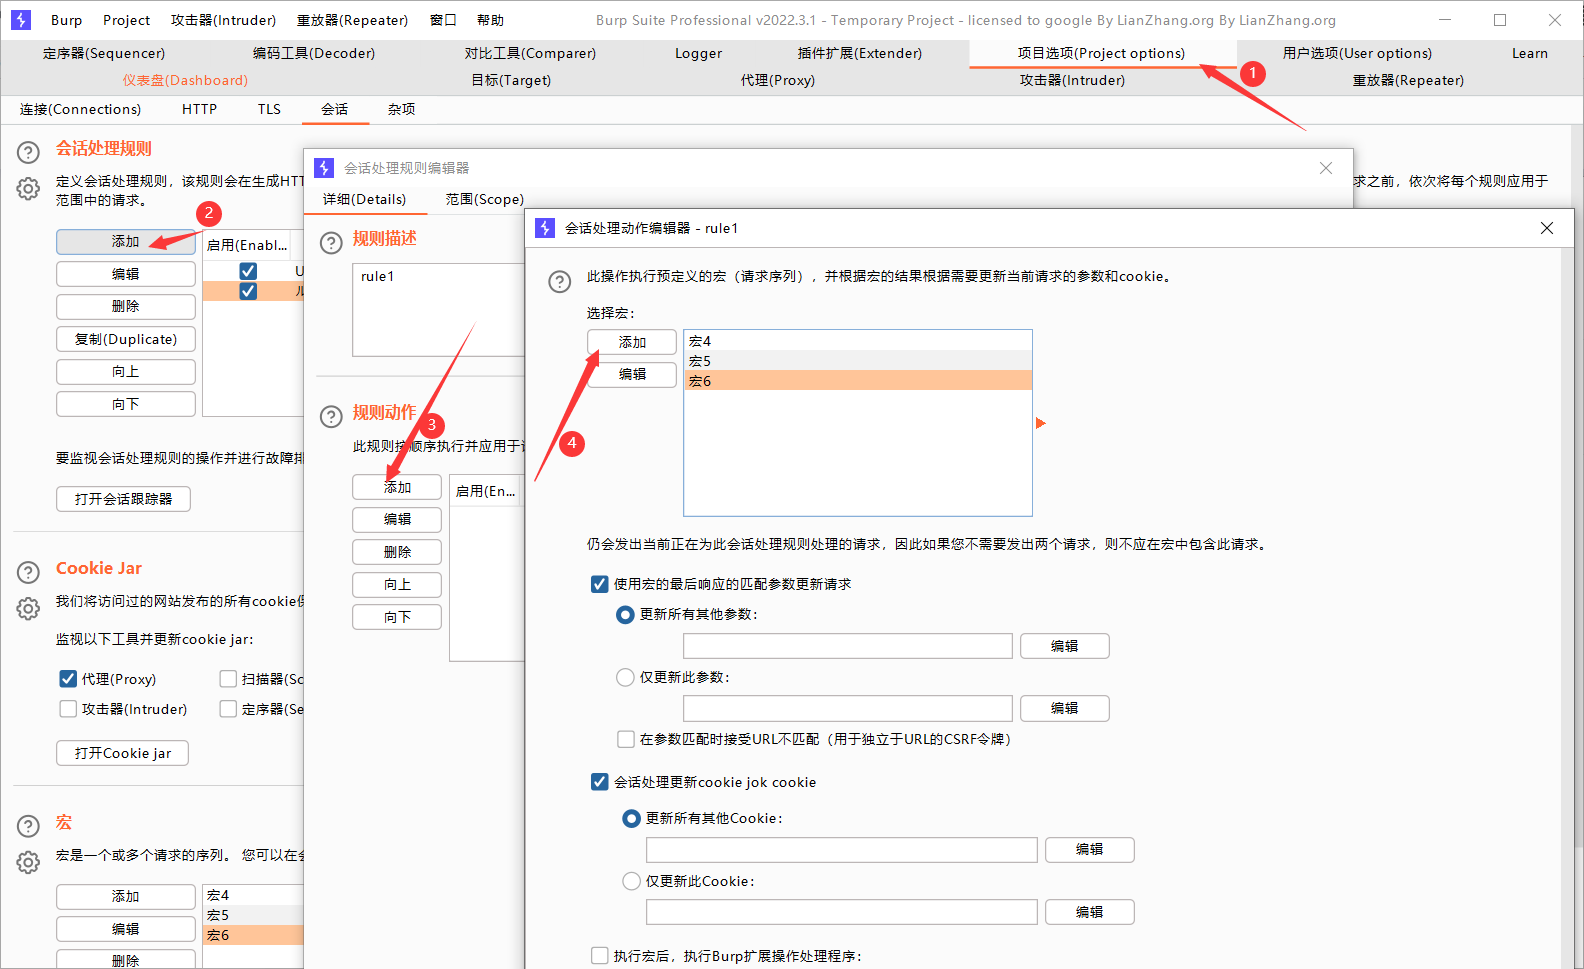 Burp Project 攻击器(Intruder) 重放器(Repeater) 窗口 帮助 Burp Suite Professional v2022.3.1 - Temporary Project - licensed to google By LianZhang.org By LianZhang.org
定序器(Sequencer) 编码工具(Decoder) 对比工具(Comparer) Logger 插件扩展(Extender) 项目选项(Project options) 用户选项(User options) Learn
仪表盘(Dashboard) 目标(Target) 代理(Proxy) 攻击器(Intruder) 重放器(Repeater)
1
连接(Connections) HTTP TLS 会话 杂项
会话处理规则
定义会话处理规则，该规则会在生成HTT
求之前，依次将每个规则应用于
范围中的请求。
2
添加
编辑
删除
复制(Duplicate)
向上
向下
启用(Enabl...
U
要监视会话处理规则的操作并进行故障排
打开会话跟踪器
Cookie Jar
我们将访问过的网站发布的所有cookie保
监视以下工具并更新cookie jar：
代理(Proxy) 扫描器(Sc
攻击器(Intruder) 定序器(Se
打开Cookie jar
宏
宏是一个或多个请求的序列。 您可以在会
添加
编辑
删除
宏4
宏5
宏6
会话处理规则编辑器
详细(Details) 范围(Scope)
规则描述
rule1
规则动作
3
此规则按顺序执行并应用于请
添加
编辑
删除
向上
向下
启用(En...
会话处理动作编辑器 - rule1
此操作执行预定义的宏（请求序列），并根据宏的结果根据需要更新当前请求的参数和cookie。
选择宏：
添加
编辑
宏4
宏5
宏6
4
仍会发出当前正在为此会话处理规则处理的请求，因此如果您不需要发出两个请求，则不应在宏中包含此请求。
使用宏的最后响应的匹配参数更新请求
更新所有其他参数：
编辑
仅更新此参数：
编辑
在参数匹配时接受URL不匹配（用于独立于URL的CSRF令牌）
会话处理更新cookie jok cookie
更新所有其他Cookie：
编辑
仅更新此Cookie：
编辑
执行宏后，执行Burp扩展操作处理程序：